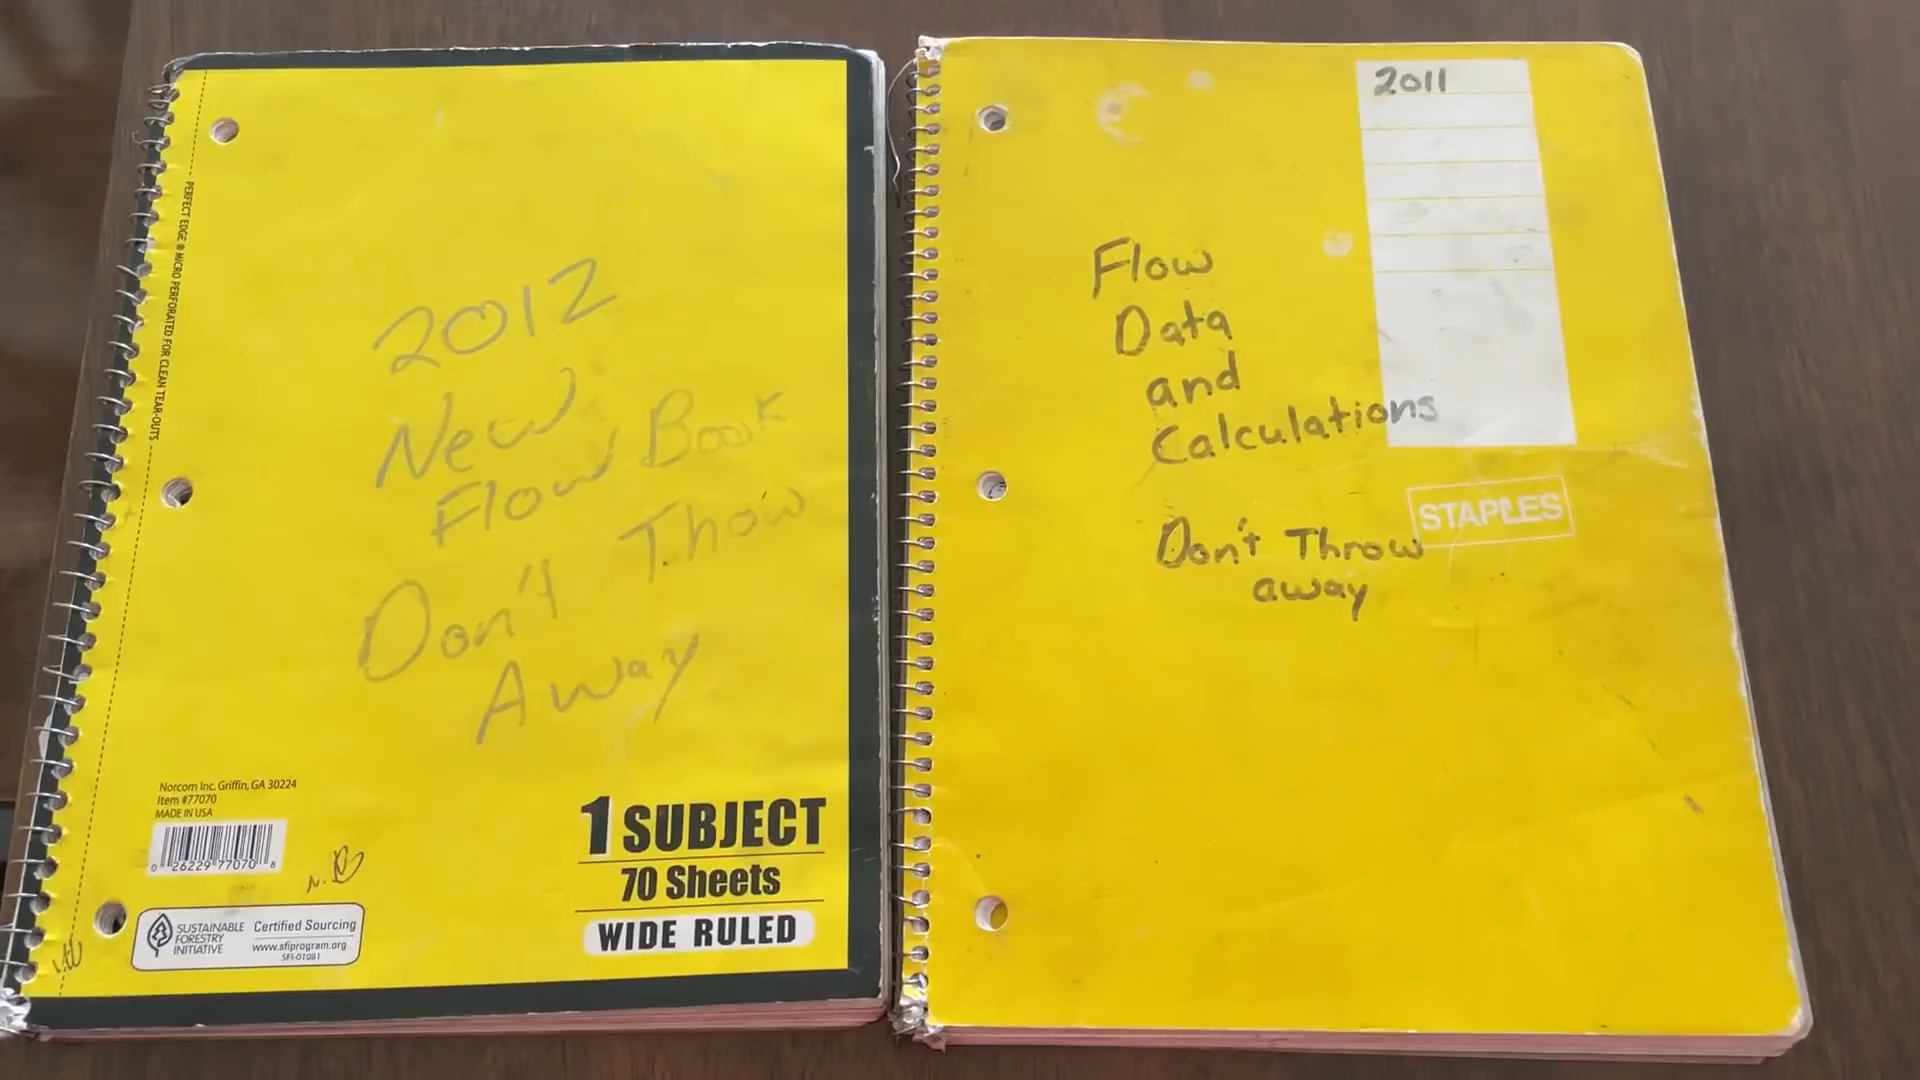 PERFECT EDGE ® MICRO PERFORATED FOR CLEAN TEAR-OUTS
2012
New
Flow Book
Don't Thow
Away
Norcom Inc. Griffin, GA 30224
Item #77070
MADE IN USA
0 26229 77070 8
SUSTAINABLE
FORESTRY
INITIATIVE
Certified Sourcing
www.sfiprogram.org
SFI-01081
1 SUBJECT
70 Sheets
WIDE RULED
2011
Flow
Data
and
Calculations
STAPLES
Don't Throw
away